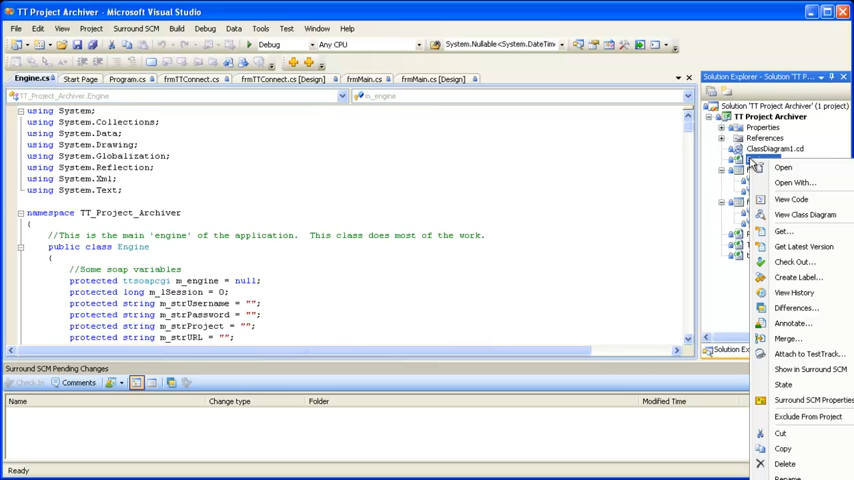 TT Project Archiver - Microsoft Visual Studio
File Edit View Project Surround SCM Build Debug Data Tools Test Window Help
Debug Any CPU System.Nullable<System.DateTim
Engine.cs Start Page Program.cs frmTTConnect.cs frmTTConnect.cs [Design] frmMain.cs frmMain.cs [Design]
TT_Project_Archiver.Engine m_engine
using System;
using System.Collections;
using System.Data;
using System.Drawing;
using System.Globalization;
using System.Reflection;
using System.Xml;
using System.Text;
namespace TT_Project_Archiver
{
//This is the main 'engine' of the application. This class does most of the work.
public class Engine
{
//Some soap variables
protected ttsoapcgi m_engine = null;
protected long m_lSession = 0;
protected string m_strUsername = "";
protected string m_strPassword = "";
protected string m_strProject = "";
protected string m_strURL = "";
Surround SCM Pending Changes
Check In Comments
Name Change type Folder Modified Time
Ready
Solution Explorer - Solution 'TT P...
Solution 'TT Project Archiver' (1 project)
TT Project Archiver
Properties
References
ClassDiagram1.cd
Solution Ex
Open
Open With...
View Code
View Class Diagram
Get...
Get Latest Version
Check Out...
Create Label...
View History
Differences...
Annotate...
Merge...
Attach to TestTrack...
Show in Surround SCM
State
Surround SCM Properties
Exclude From Project
Cut
Copy
Delete
Rename